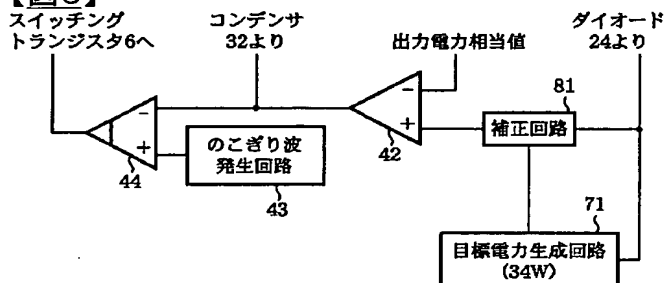 スイッチング
トランジスタ6へ
コンデンサ
32より
出力電力相当値
ダイオード
24より
81
補正回路
42
のこぎり波
発生回路
43
44
71
目標電力生成回路
(34W)
－
＋
－
＋